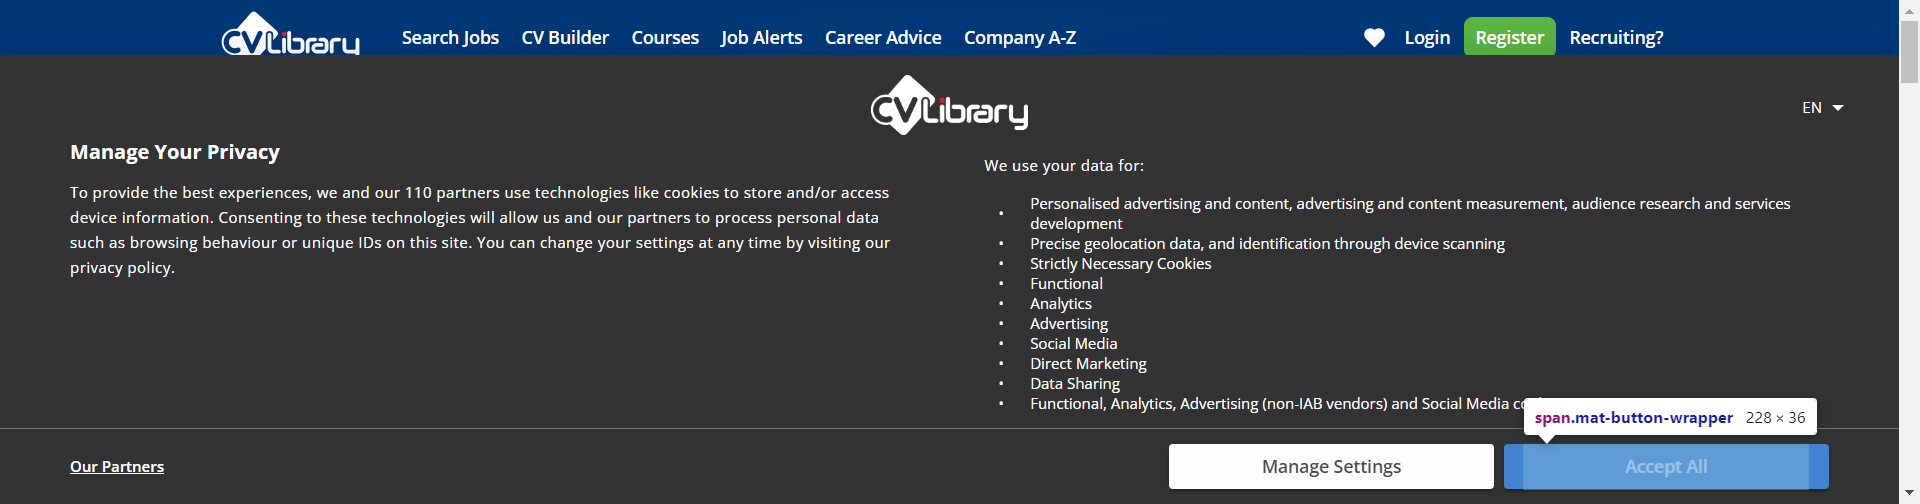 CVLibrary Search Jobs CV Builder Courses Job Alerts Career Advice Company A-Z Login Register Recruiting?
CVLibrary
EN
Manage Your Privacy
To provide the best experiences, we and our 110 partners use technologies like cookies to store and/or access
device information. Consenting to these technologies will allow us and our partners to process personal data
such as browsing behaviour or unique IDs on this site. You can change your settings at any time by visiting our
privacy policy.
We use your data for:
• Personalised advertising and content, advertising and content measurement, audience research and services
development
• Precise geolocation data, and identification through device scanning
• Strictly Necessary Cookies
• Functional
• Analytics
• Advertising
• Social Media
• Direct Marketing
• Data Sharing
• Functional, Analytics, Advertising (non-IAB vendors) and Social Media
span.mat-button-wrapper 228 × 36
Our Partners
Manage Settings
Accept All